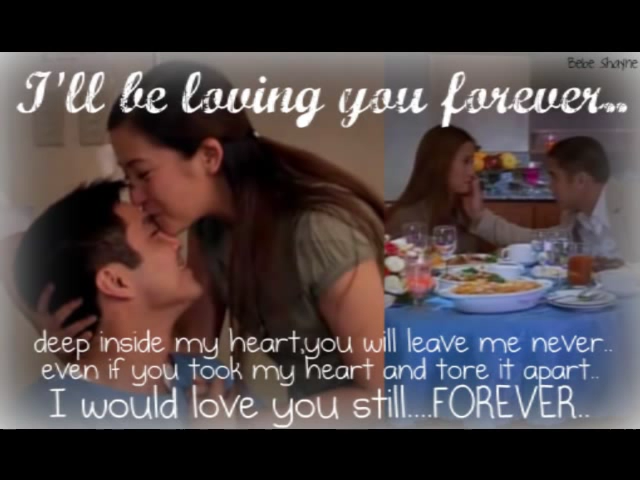 Bebe Shayne
I'll be loving you forever..
deep inside my heart,you will leave me never..
even if you took my heart and tore it apart..
I would love you still....FOREVER..